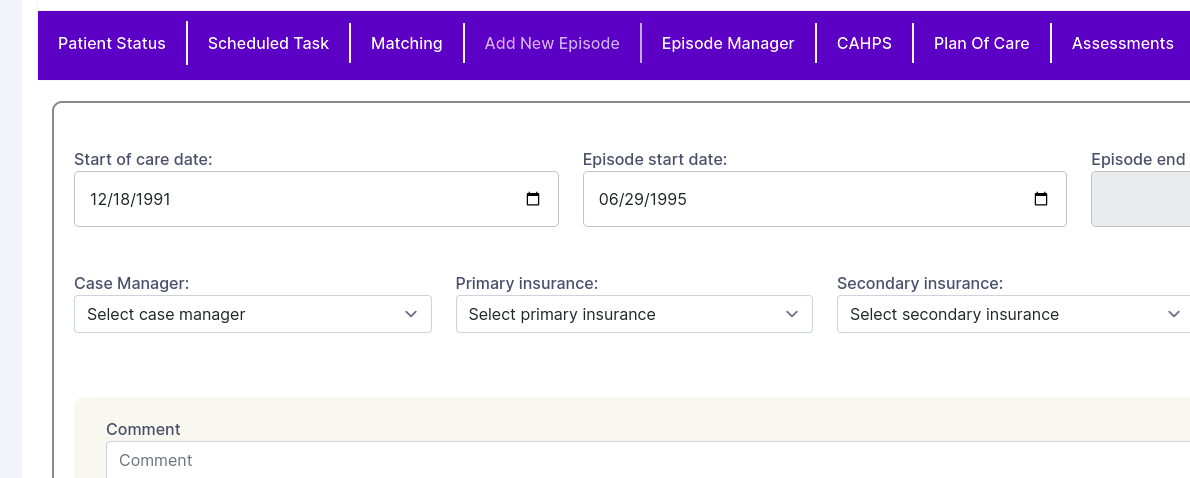 Patient Status Scheduled Task Matching Add New Episode Episode Manager CAHPS Plan Of Care Assessments
Start of care date: Episode start date: Episode end
12/18/1991 06/29/1995
Case Manager: Primary insurance: Secondary insurance:
Select case manager Select primary insurance Select secondary insurance
Comment
Comment